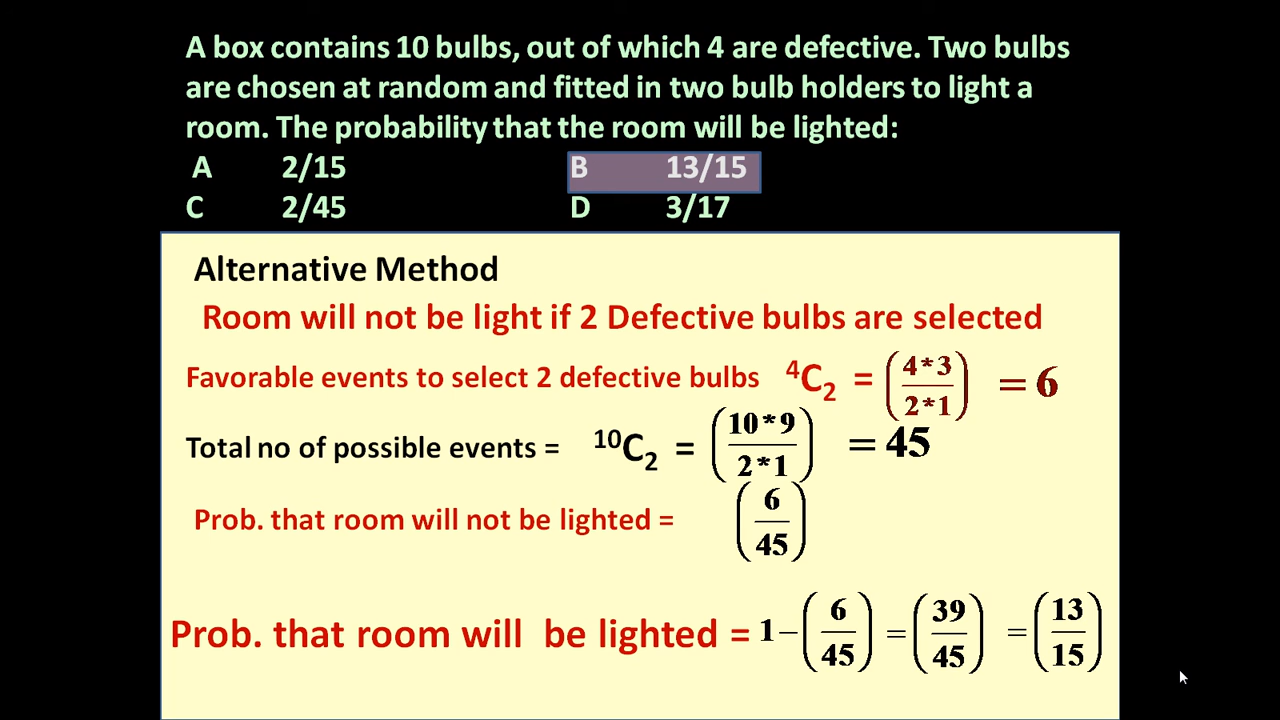 A box contains 10 bulbs, out of which 4 are defective. Two bulbs
are chosen at random and fitted in two bulb holders to light a
room. The probability that the room will be lighted:
A 2/15 B 13/15
C 2/45 D 3/17
Alternative Method
Room will not be light if 2 Defective bulbs are selected
Favorable events to select 2 defective bulbs ⁴C₂ = (4*3/2*1) = 6
Total no of possible events = ¹⁰C₂ = (10*9/2*1) = 45
Prob. that room will not be lighted = (6/45)
Prob. that room will be lighted = 1−(6/45) = (39/45) = (13/15)